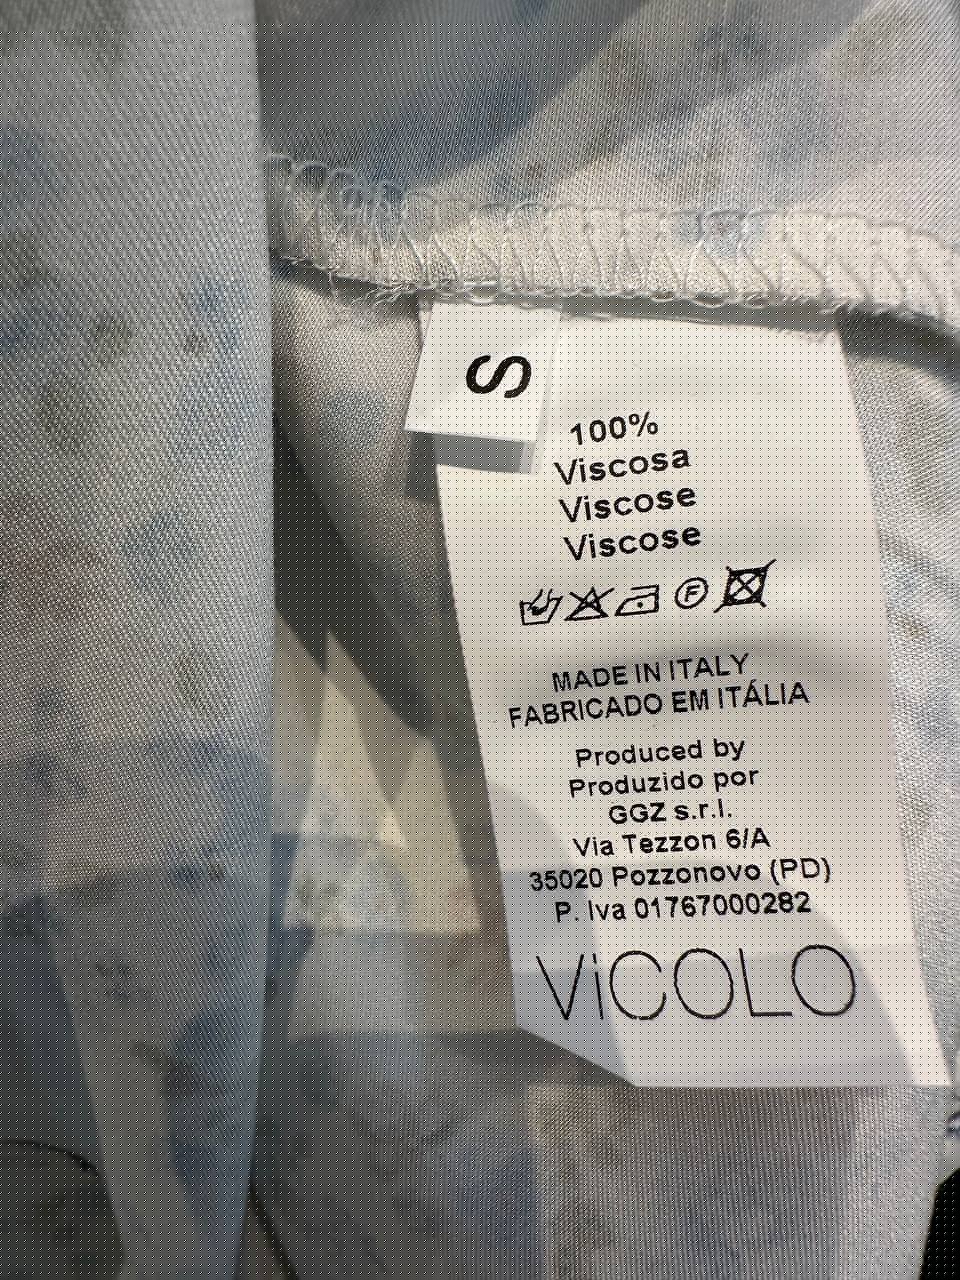 S
100%
Viscosa
Viscose
Viscose
F
MADE IN ITALY
FABRICADO EM ITÁLIA
Produced by
Produzido por
GGZ s.r.l.
Via Tezzon 6/A
35020 Pozzonovo (PD)
P. Iva 01767000282
ViCOLO